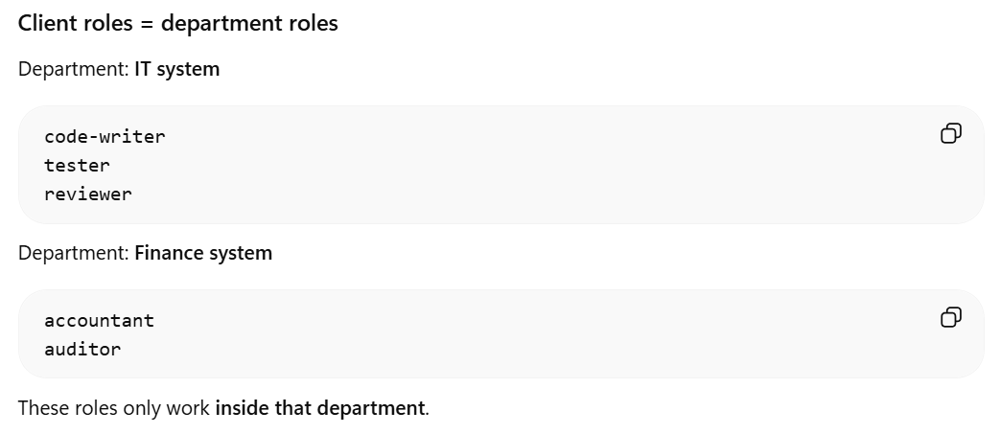 Client roles = department roles
Department: IT system
code-writer
tester
reviewer
Department: Finance system
accountant
auditor
These roles only work inside that department.